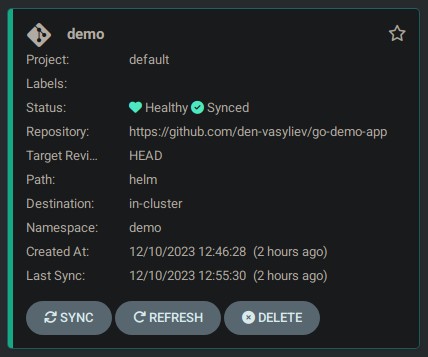 demo
Project: default
Labels:
Status: Healthy Synced
Repository: https://github.com/den-vasyliev/go-demo-app
Target Revi... HEAD
Path: helm
Destination: in-cluster
Namespace: demo
Created At: 12/10/2023 12:46:28 (2 hours ago)
Last Sync: 12/10/2023 12:55:30 (2 hours ago)
SYNC REFRESH DELETE